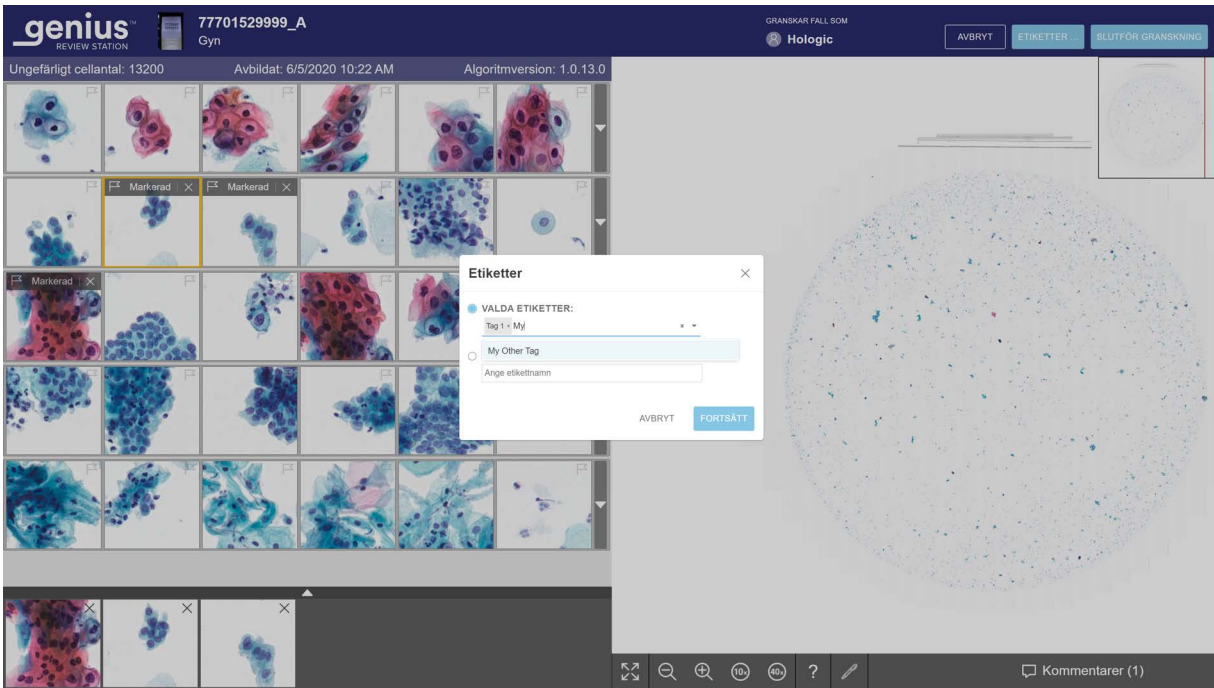 genius™
REVIEW STATION
77701529999_A
Gyn
GRANSKAR FALL SOM
Hologic
AVBRYT
ETIKETTER ...
SLUTFÖR GRANSKNING
Ungefärligt cellantal: 13200
Avbildat: 6/5/2020 10:22 AM
Algoritmversion: 1.0.13.0
Markerad
Markerad
Markerad
Etiketter
VALDA ETIKETTER:
Tag 1 × My
My Other Tag
Ange etikettnamn
AVBRYT
FORTSÄTT
10x
40x
?
Kommentarer (1)